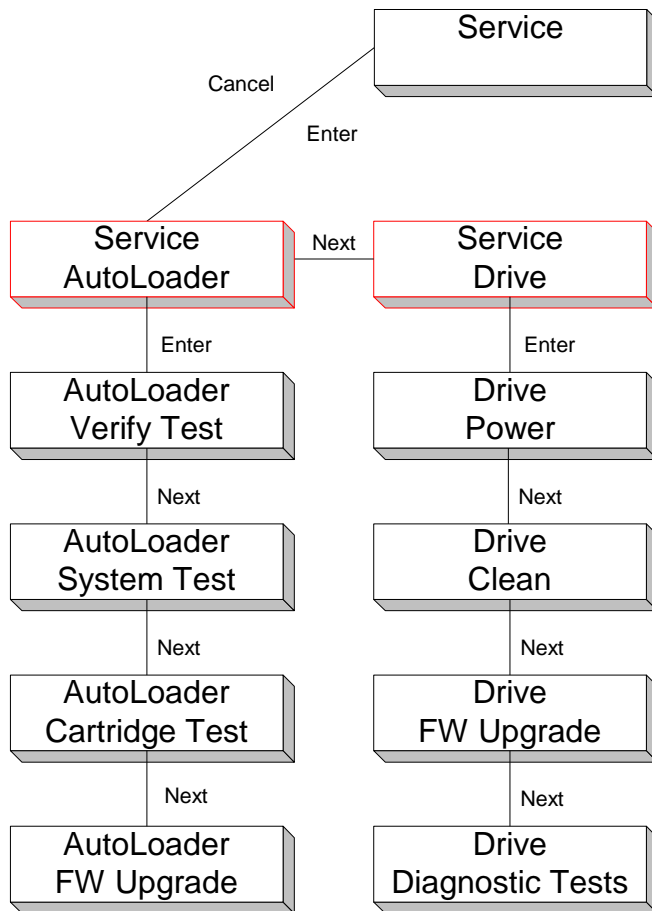 Service
Cancel
Enter
Service
AutoLoader
Next
Service
Drive
Enter
Enter
AutoLoader
Verify Test
Drive
Power
Next
Next
AutoLoader
System Test
Drive
Clean
Next
Next
AutoLoader
Cartridge Test
Drive
FW Upgrade
Next
Next
AutoLoader
FW Upgrade
Drive
Diagnostic Tests